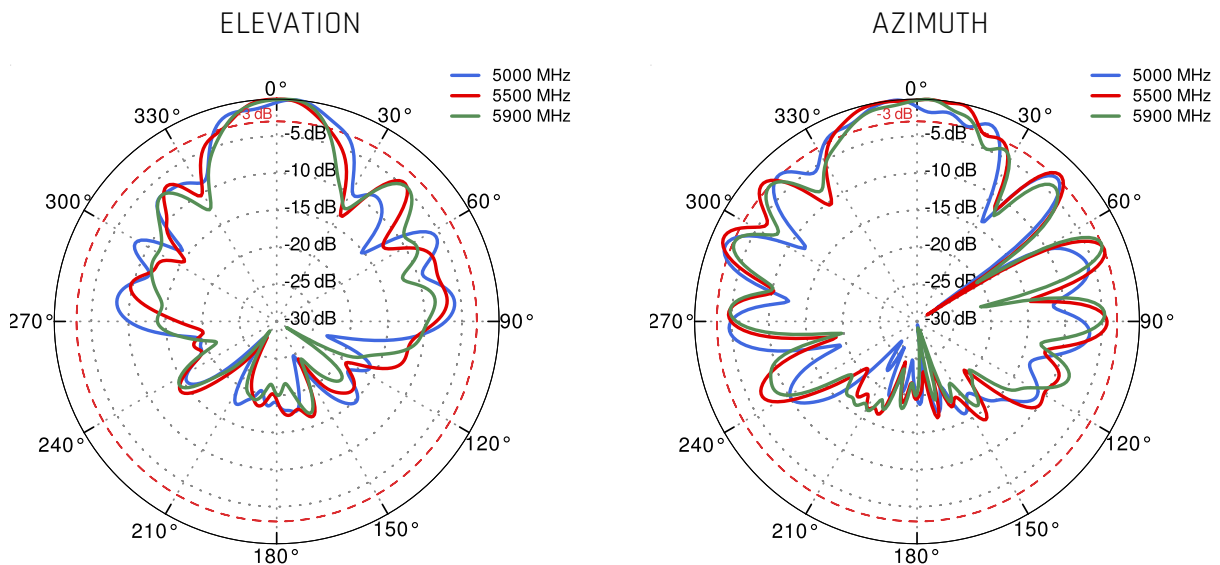 ELEVATION
5000 MHz
5500 MHz
5900 MHz
0°
330°
30°
300°
60°
270°
90°
240°
120°
210°
150°
180°
-3 dB
-5 dB
-10 dB
-15 dB
-20 dB
-25 dB
-30 dB
AZIMUTH
5000 MHz
5500 MHz
5900 MHz
0°
330°
30°
300°
60°
270°
90°
240°
120°
210°
150°
180°
-3 dB
-5 dB
-10 dB
-15 dB
-20 dB
-25 dB
-30 dB